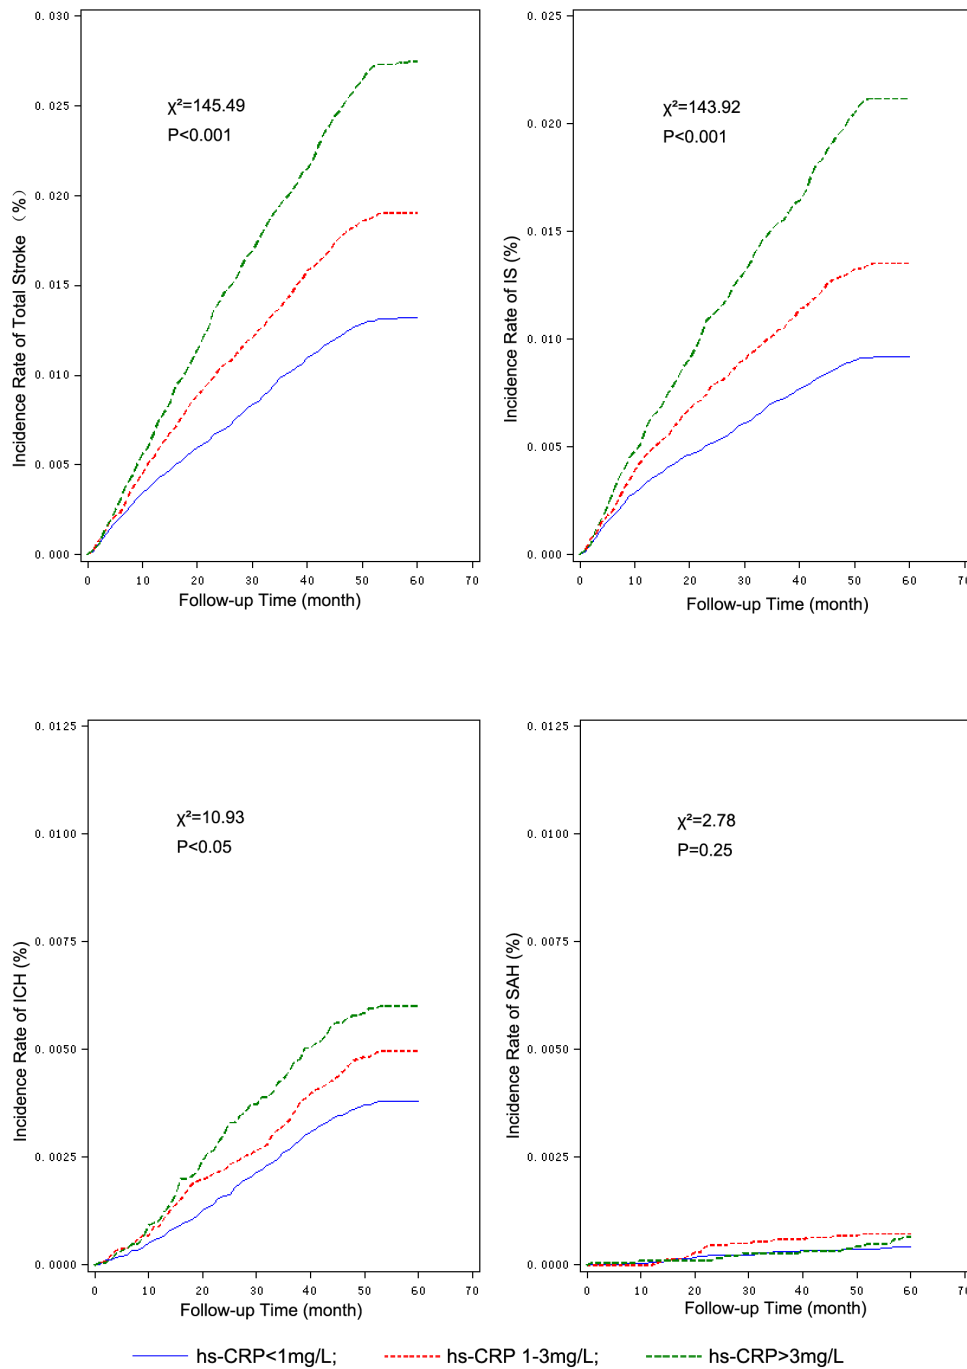 0.030
0.025
0.020
0.015
0.010
0.005
0.000
Incidence Rate of Total Stroke (%)
χ²=145.49
P<0.001
0 10 20 30 40 50 60 70
Follow-up Time (month)
0.025
0.020
0.015
0.010
0.005
0.000
Incidence Rate of IS (%)
χ²=143.92
P<0.001
0 10 20 30 40 50 60 70
Follow-up Time (month)
0.0125
0.0100
0.0075
0.0050
0.0025
0.0000
Incidence Rate of ICH (%)
χ²=10.93
P<0.05
0 10 20 30 40 50 60 70
Follow-up Time (month)
0.0125
0.0100
0.0075
0.0050
0.0025
0.0000
Incidence Rate of SAH (%)
χ²=2.78
P=0.25
0 10 20 30 40 50 60 70
Follow-up Time (month)
hs-CRP<1mg/L; hs-CRP 1-3mg/L; hs-CRP>3mg/L